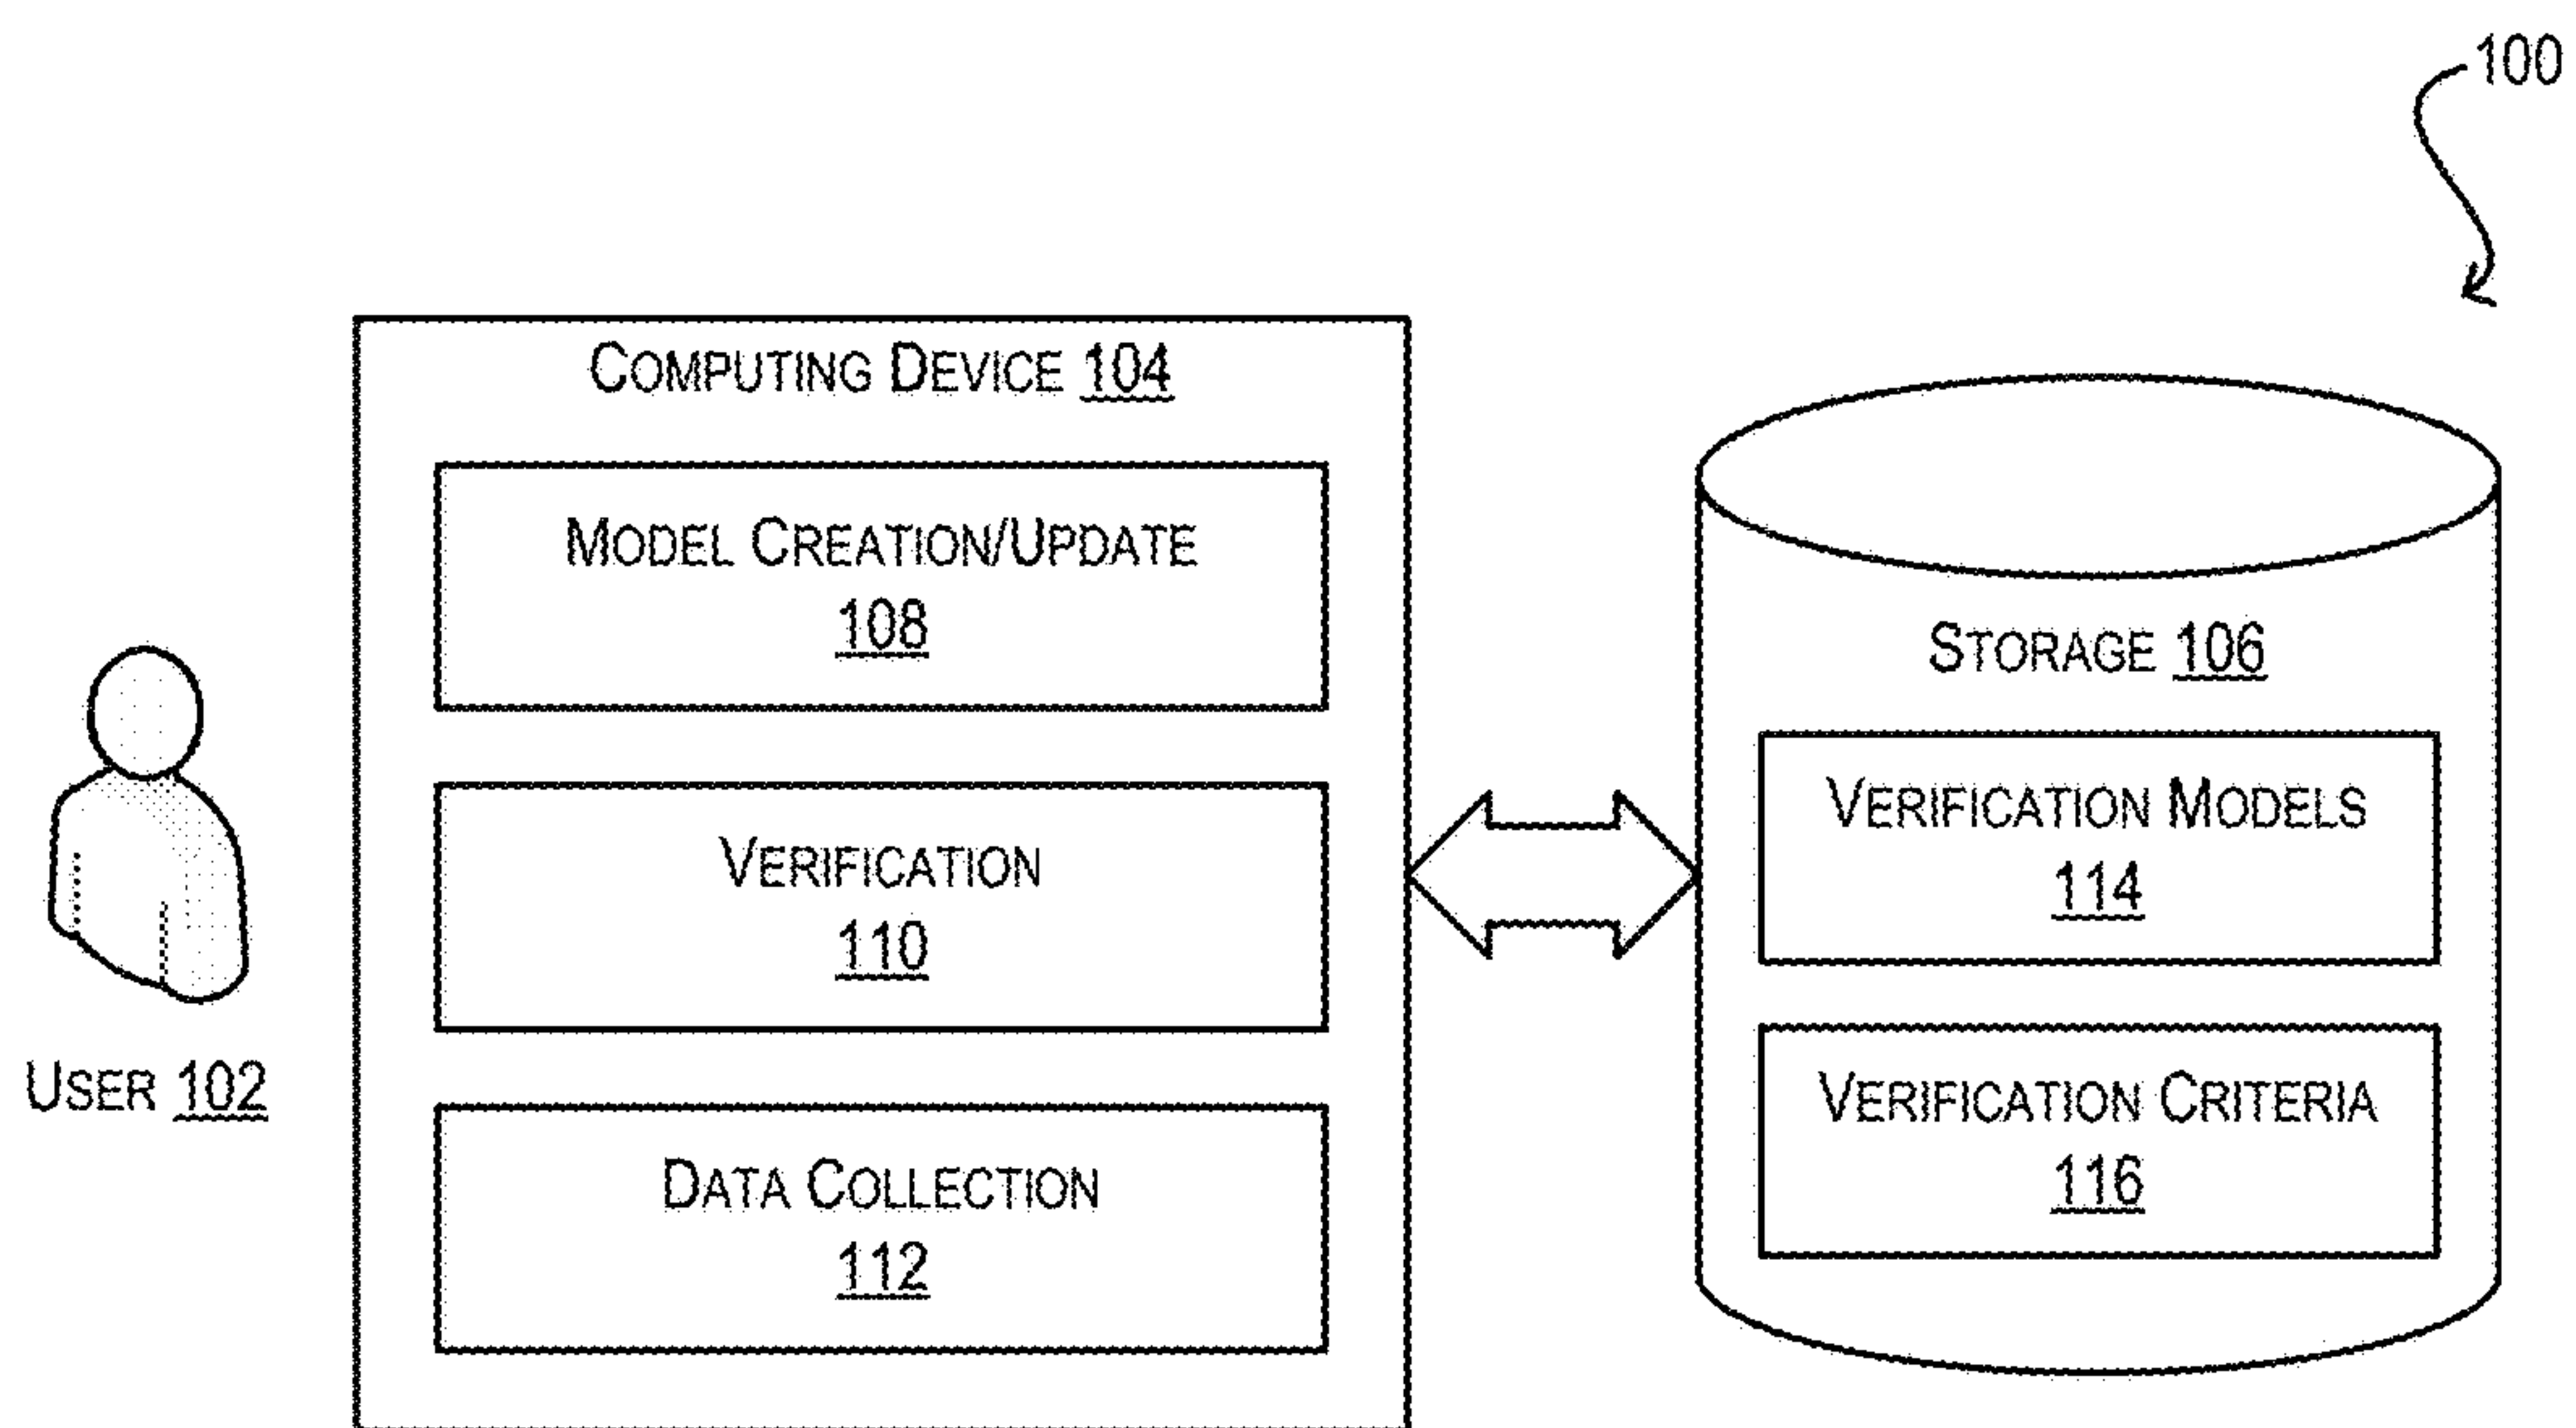 100
COMPUTING DEVICE 104
MODEL CREATION/UPDATE
108
VERIFICATION
110
DATA COLLECTION
112
USER 102
STORAGE 106
VERIFICATION MODELS
114
VERIFICATION CRITERIA
116